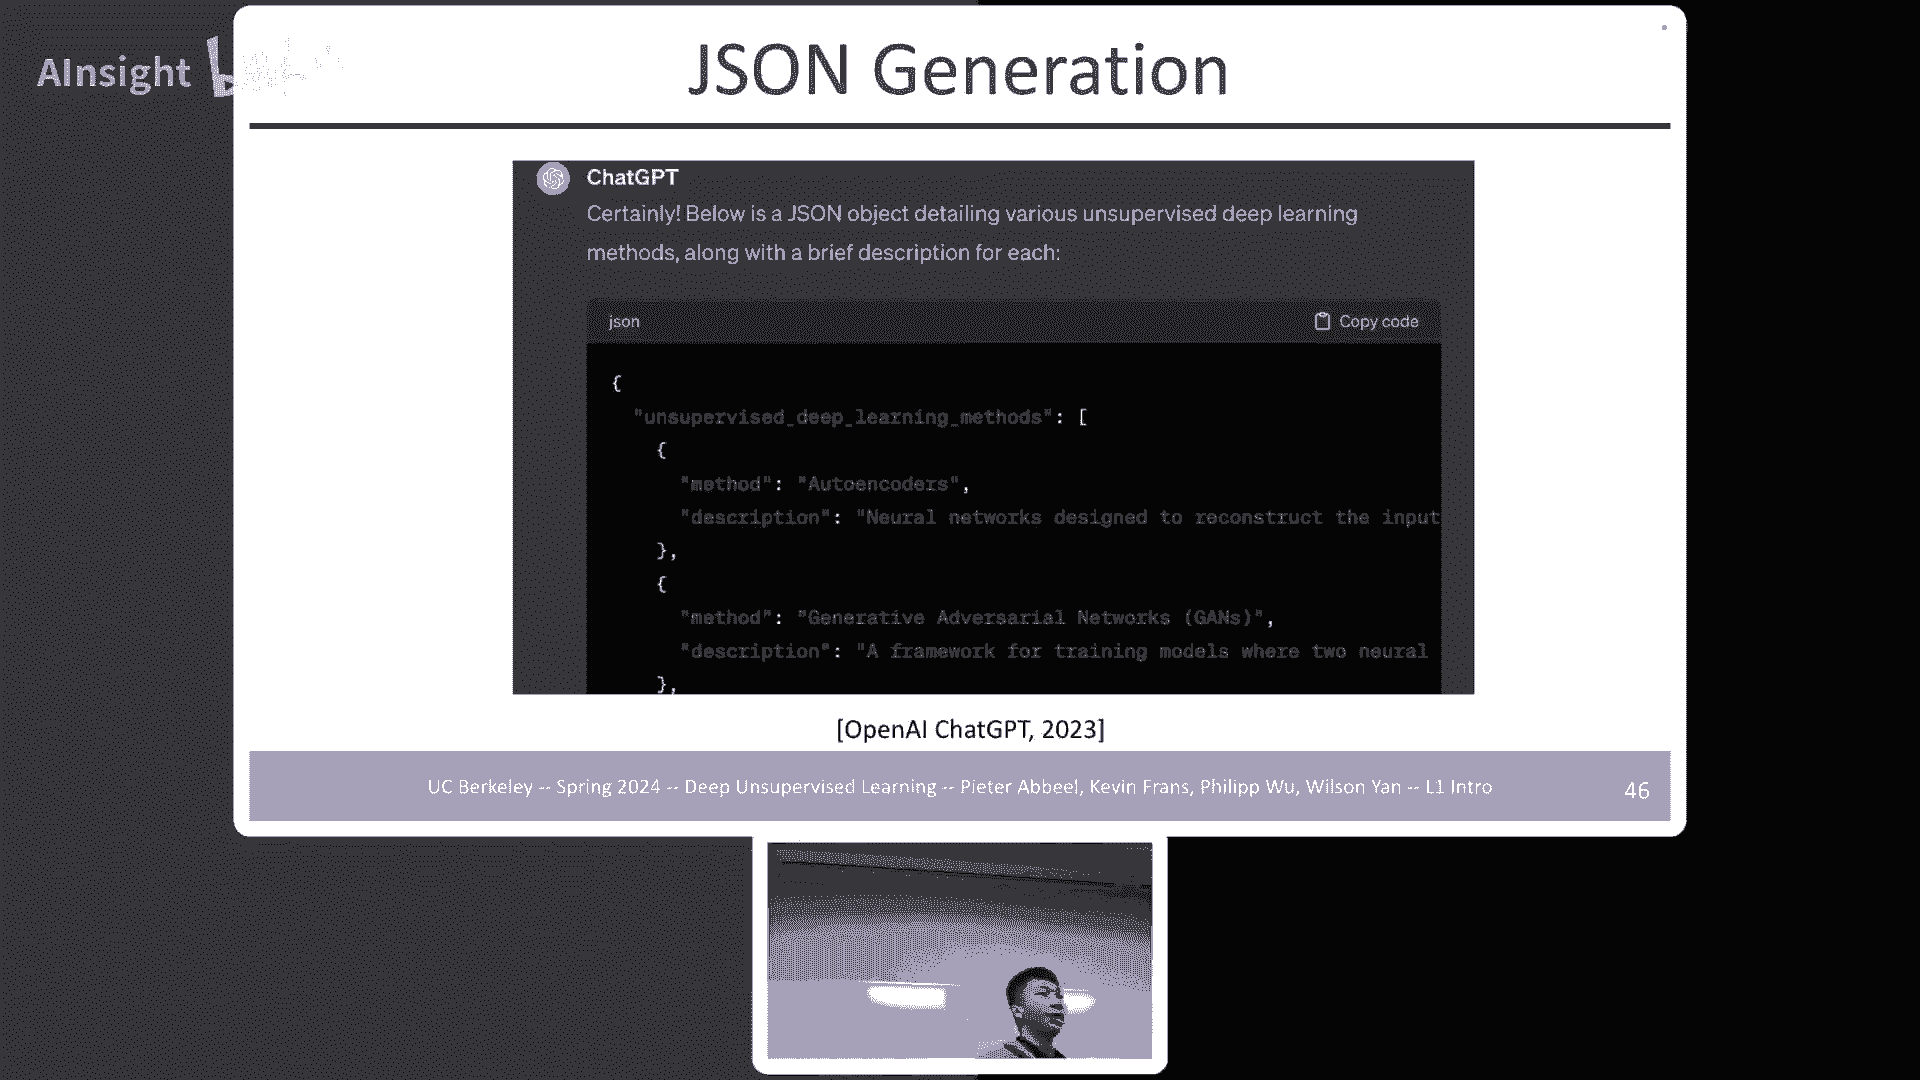 AInsight
JSON Generation
ChatGPT
Certainly! Below is a JSON object detailing various unsupervised deep learning
methods, along with a brief description for each:
json
Copy code
{
"unsupervised_deep_learning_methods": [
{
"method": "Autoencoders",
"description": "Neural networks designed to reconstruct the input
},
{
"method": "Generative Adversarial Networks (GANs)",
"description": "A framework for training models where two neural
},
[OpenAI ChatGPT, 2023]
UC Berkeley -- Spring 2024 -- Deep Unsupervised Learning -- Pieter Abbeel, Kevin Frans, Philipp Wu, Wilson Yan -- L1 Intro
46